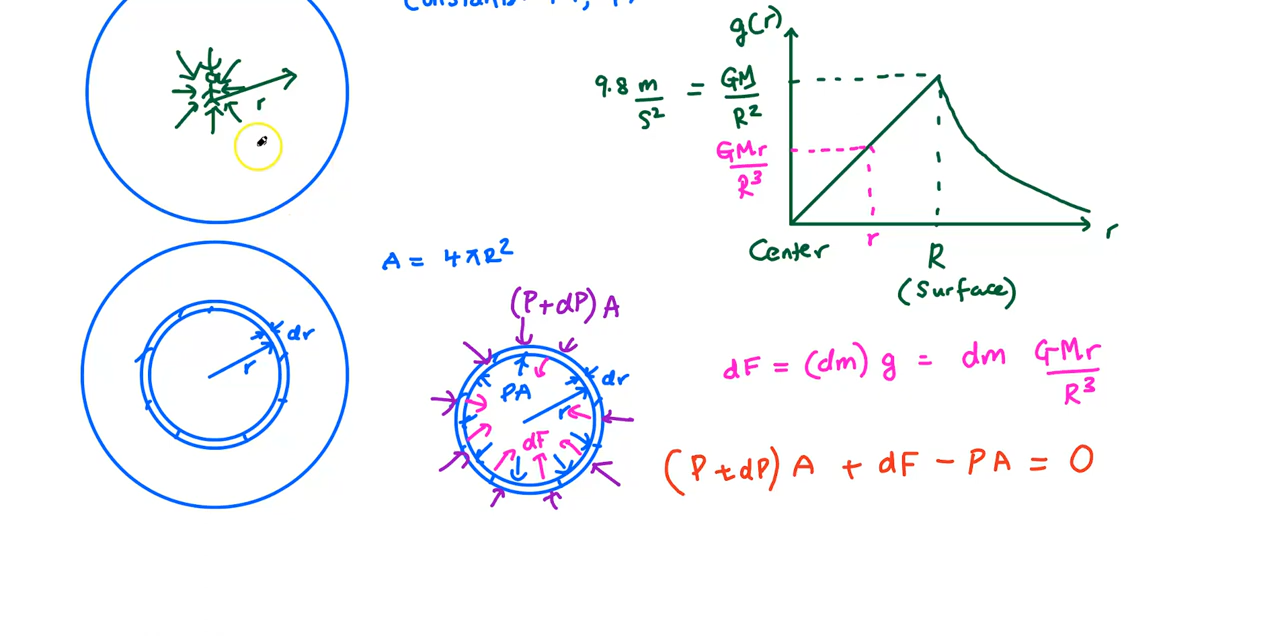 r
g(r)
9.8 m/s² = GM/R²
GMr/R³
Center
r
R
(Surface)
r
dr
r
A = 4πR²
(P+dP) A
PA
dr
r
dF
dF = (dm) g = dm GMr/R³
(P+dP) A + dF − PA = 0